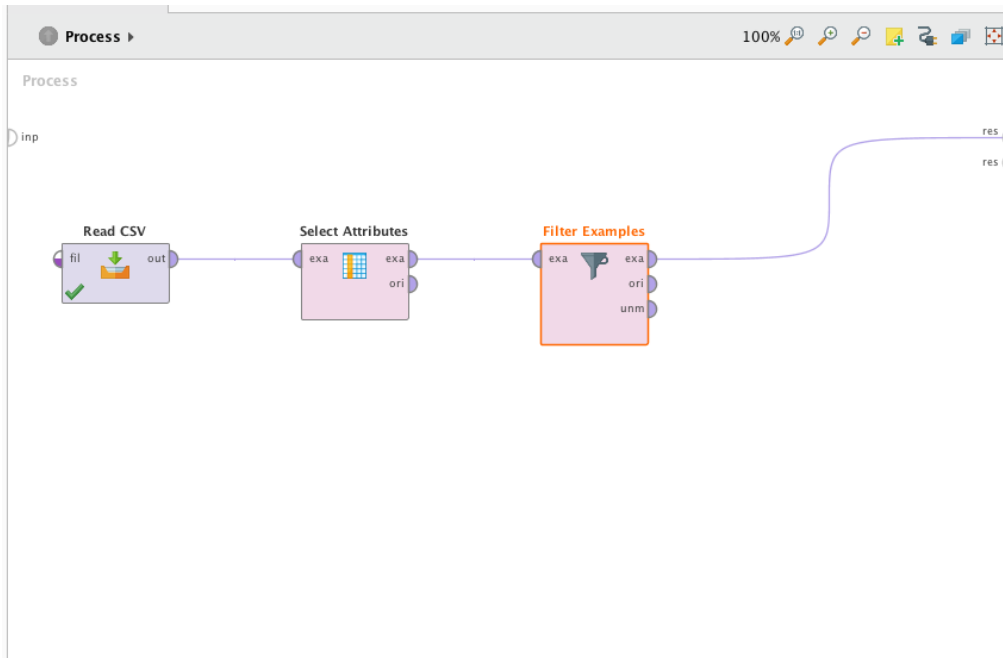 Process
100%
Process
inp
res
res
Read CSV
Select Attributes
Filter Examples
fil out
exa exa
exa exa
ori
ori
unm